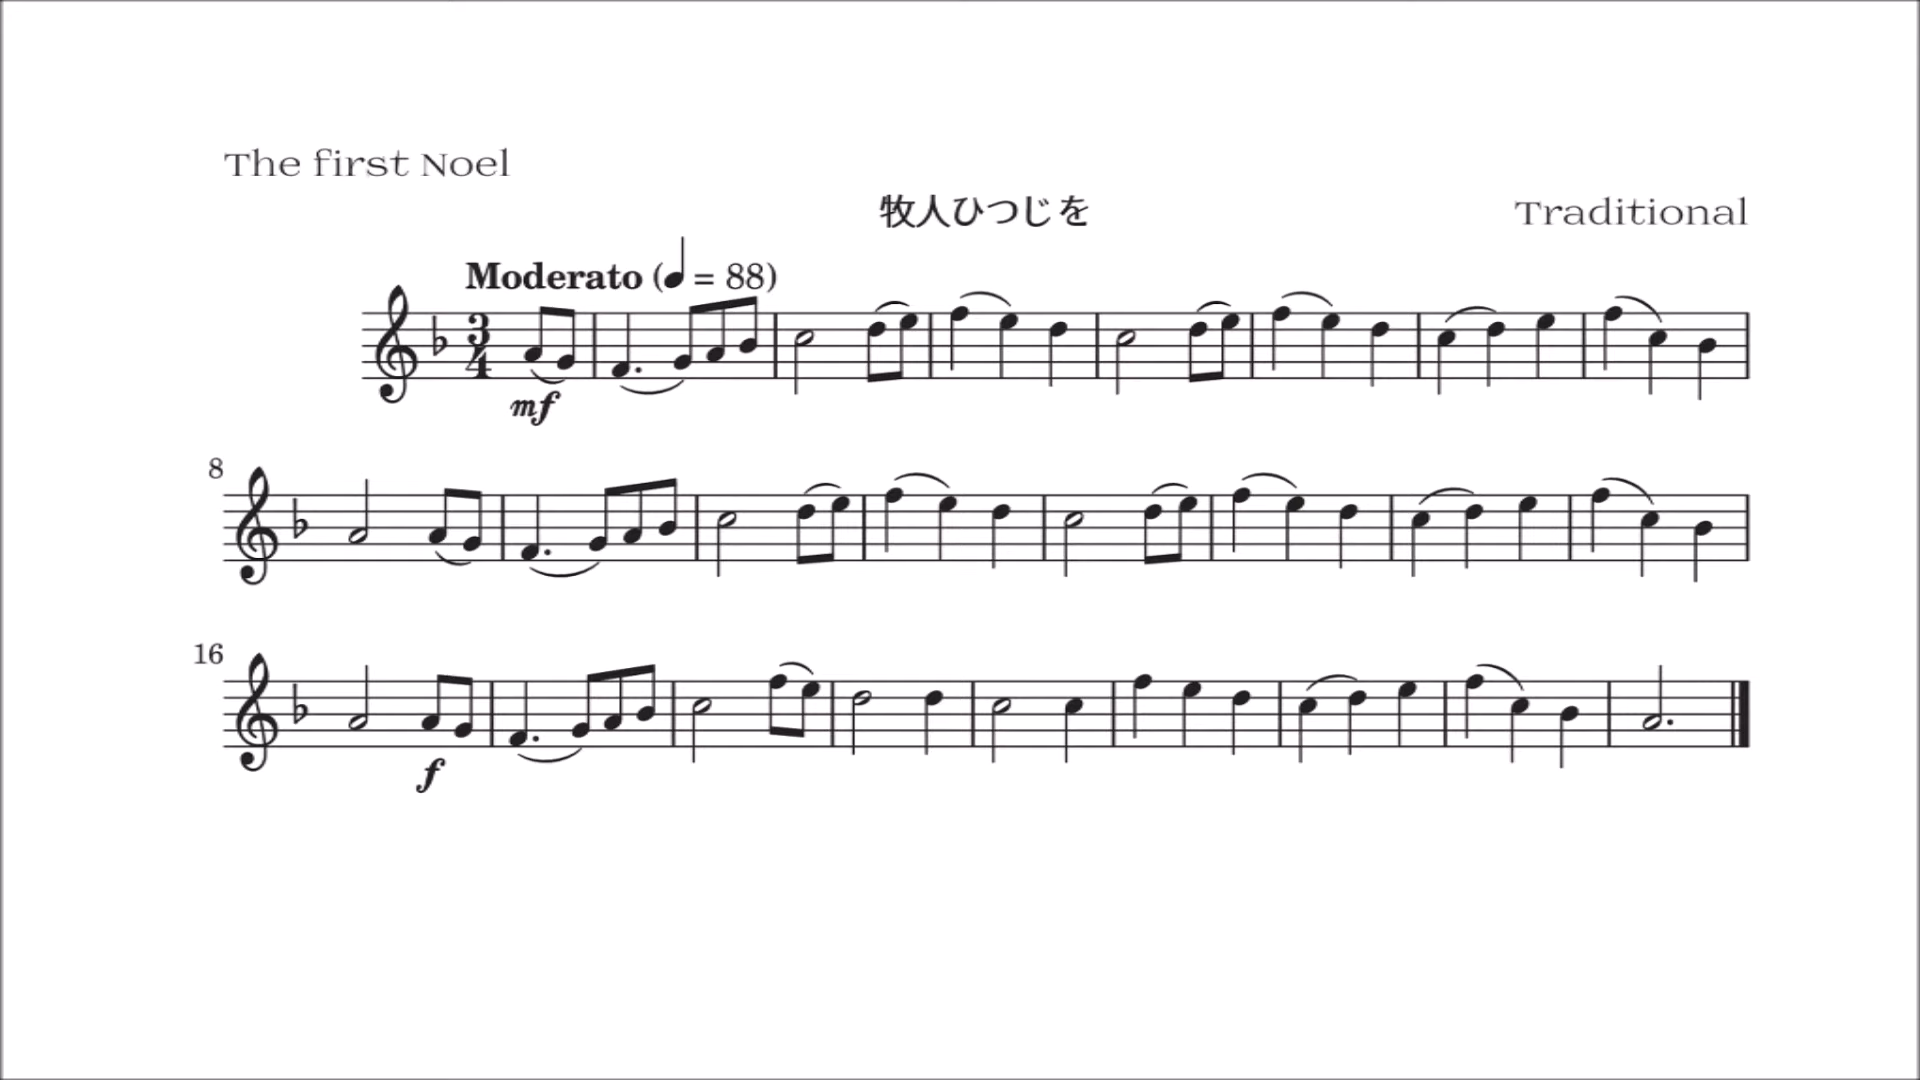 The first Noel
牧人ひつじを
Traditional
Moderato (♩ = 88)
3
4
mf
8
16
f